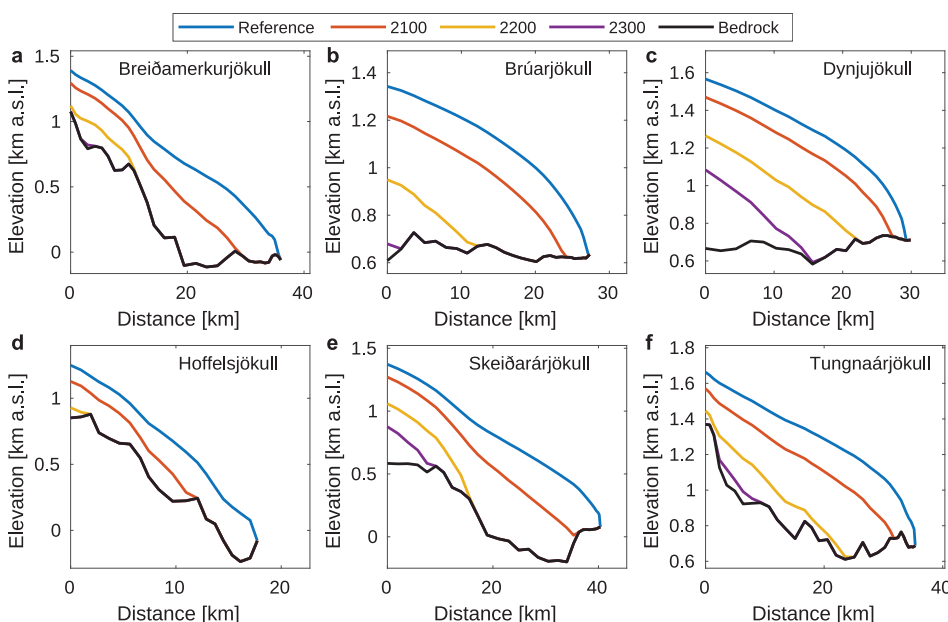 Reference 2100 2200 2300 Bedrock
a Breiðamerkurjökull
b Brúarjökull
c Dynjujökull
Elevation [km a.s.l.]
1.5
1
0.5
0
0 20 40
Distance [km]
Elevation [km a.s.l.]
1.4
1.2
1
0.8
0.6
0 10 20 30
Distance [km]
Elevation [km a.s.l.]
1.6
1.4
1.2
1
0.8
0.6
0 10 20 30
Distance [km]
d Hoffelsjökull
e Skeiðarárjökull
f Tungnaárjökull
Elevation [km a.s.l.]
1
0.5
0
0 10 20
Distance [km]
Elevation [km a.s.l.]
1.5
1
0.5
0
0 10 20 30 40
Distance [km]
Elevation [km a.s.l.]
1.8
1.6
1.4
1.2
1
0.8
0.6
0 20 40
Distance [km]